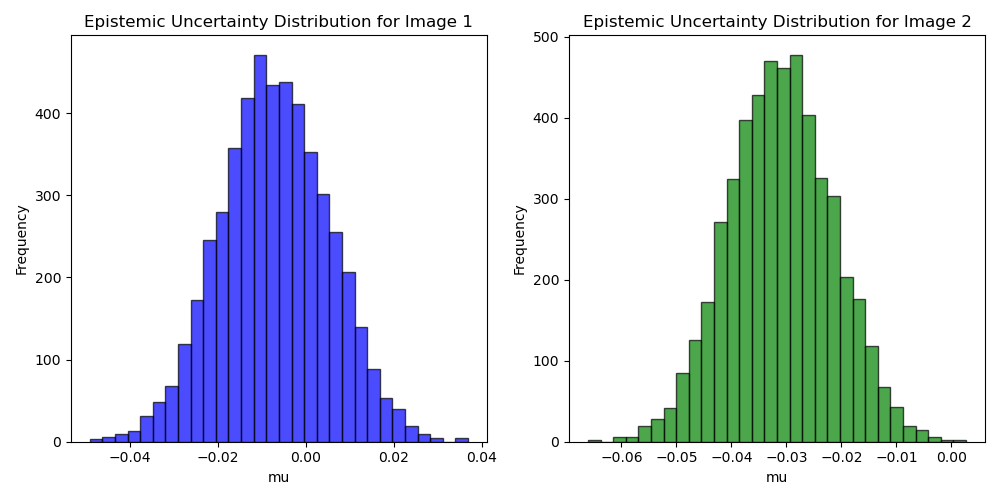 Epistemic Uncertainty Distribution for Image 1
Frequency
400
300
200
100
0
−0.04 −0.02 0.00 0.02 0.04
mu
Epistemic Uncertainty Distribution for Image 2
Frequency
500
400
300
200
100
0
−0.06 −0.05 −0.04 −0.03 −0.02 −0.01 0.00
mu